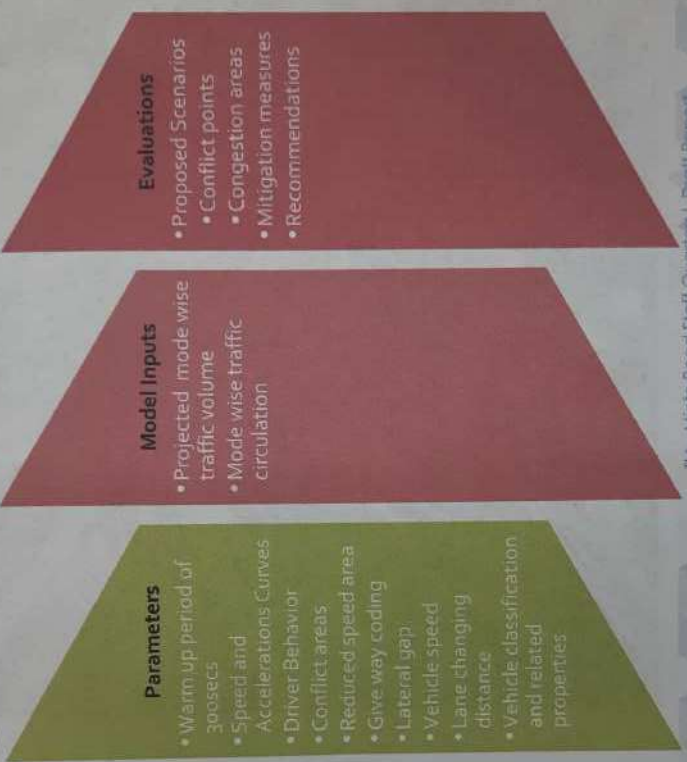 Parameters
• Warm up period of
300secs
• Speed and
Accelerations Curves
• Driver Behavior
• Conflict areas
• Reduced speed area
• Give way coding
• Lateral gap
• Vehicle speed
• Lane changing
distance
• Vehicle classification
and related
properties
Model Inputs
• Projected mode wise
traffic volume
• Mode wise traffic
circulation
Evaluations
• Proposed Scenarios
• Conflict points
• Congestion areas
• Mitigation measures
• Recommendations